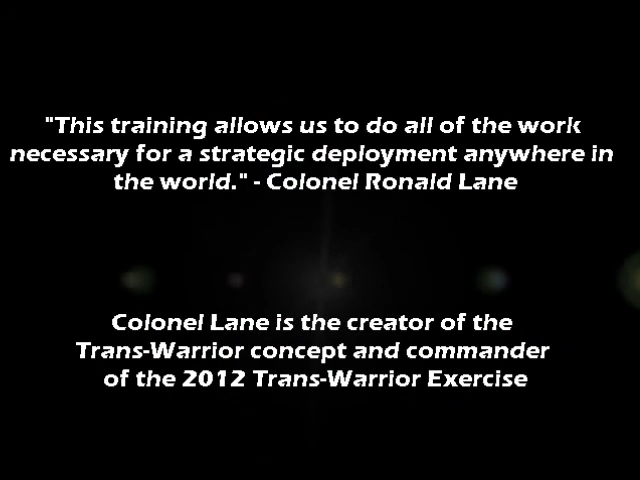 "This training allows us to do all of the work
necessary for a strategic deployment anywhere in
the world." - Colonel Ronald Lane
Colonel Lane is the creator of the
Trans-Warrior concept and commander
of the 2012 Trans-Warrior Exercise